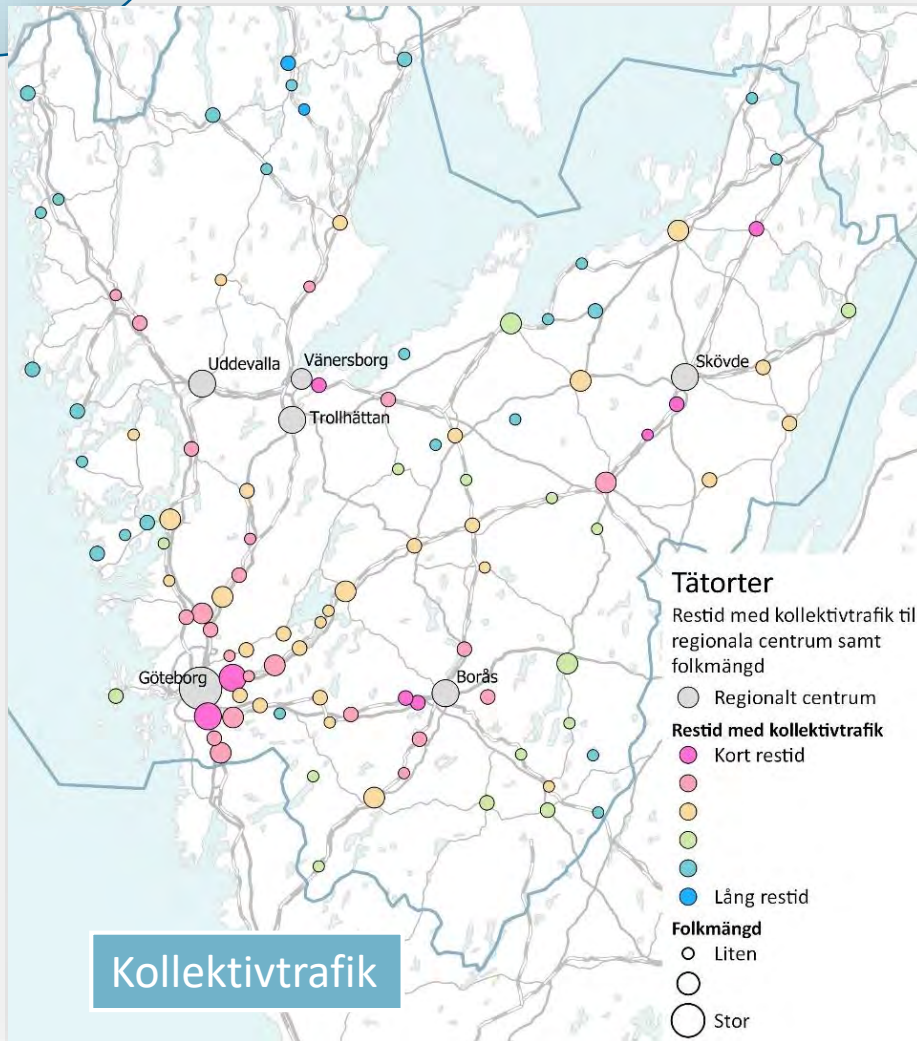 Uddevalla
Vänersborg
Trollhättan
Skövde
Göteborg
Borås
Tätorter
Restid med kollektivtrafik til
regionala centrum samt
folkmängd
Regionalt centrum
Restid med kollektivtrafik
Kort restid
Lång restid
Folkmängd
Liten
Stor
Kollektivtrafik